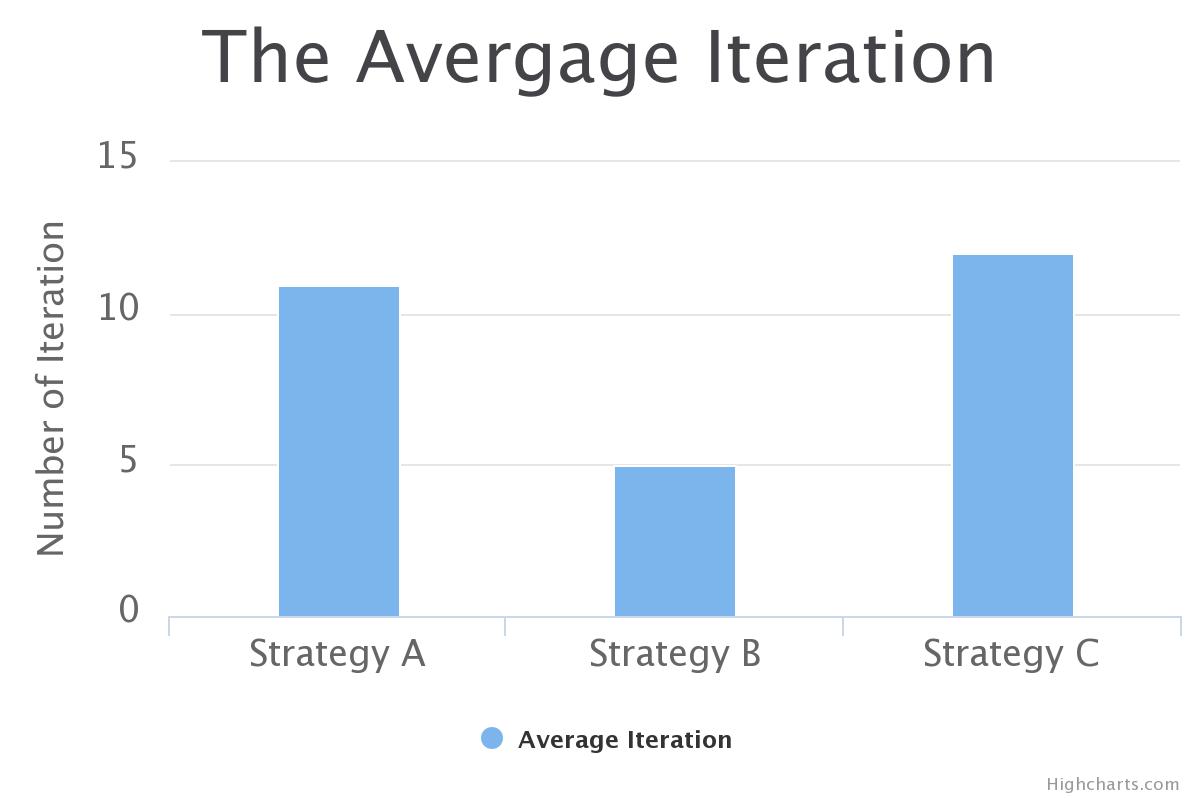 The Avergage Iteration
15
10
5
0
Number of Iteration
Strategy A
Strategy B
Strategy C
Average Iteration
Highcharts.com